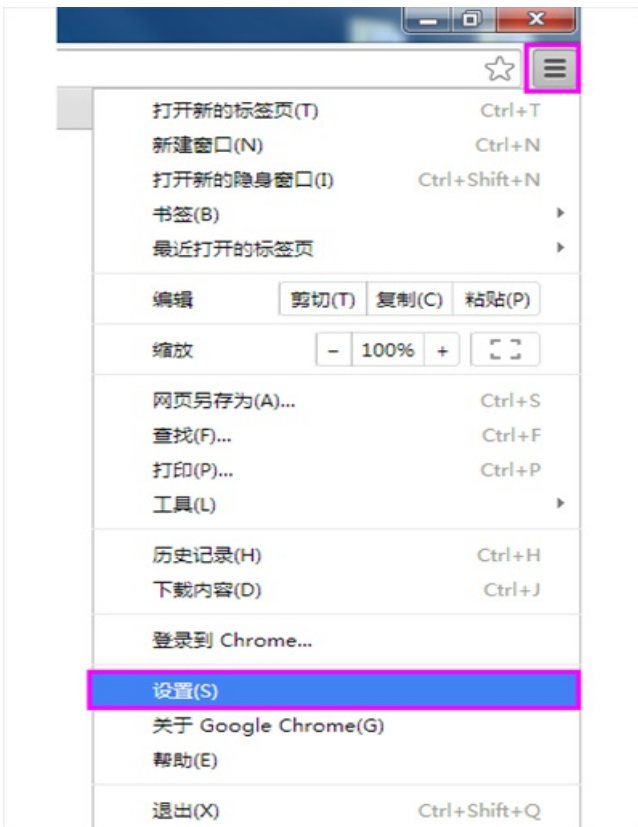 打开新的标签页(T) Ctrl+T
新建窗口(N) Ctrl+N
打开新的隐身窗口(I) Ctrl+Shift+N
书签(B)
最近打开的标签页
编辑 剪切(T) 复制(C) 粘贴(P)
缩放 - 100% +
网页另存为(A)... Ctrl+S
查找(F)... Ctrl+F
打印(P)... Ctrl+P
工具(L)
历史记录(H) Ctrl+H
下载内容(D) Ctrl+J
登录到 Chrome...
设置(S)
关于 Google Chrome(G)
帮助(E)
退出(X) Ctrl+Shift+Q